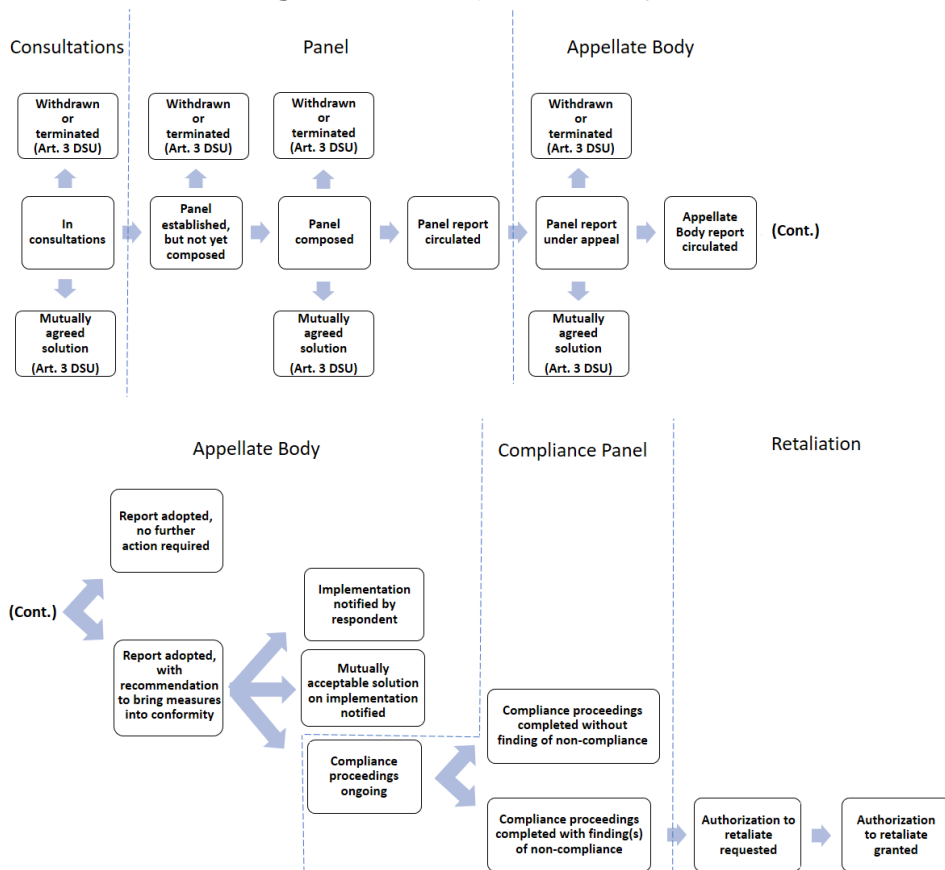 Consultations
Panel
Appellate Body
Withdrawn
or
terminated
(Art. 3 DSU)
Withdrawn
or
terminated
(Art. 3 DSU)
Withdrawn
or
terminated
(Art. 3 DSU)
Withdrawn
or
terminated
(Art. 3 DSU)
In
consultations
Panel
established,
but not yet
composed
Panel
composed
Panel report
circulated
Panel report
under appeal
Appellate
Body report
circulated
(Cont.)
Mutually
agreed
solution
(Art. 3 DSU)
Mutually
agreed
solution
(Art. 3 DSU)
Mutually
agreed
solution
(Art. 3 DSU)
Appellate Body
Compliance Panel
Retaliation
Report adopted,
no further
action required
(Cont.)
Implementation
notified by
respondent
Report adopted,
with
recommendation
to bring measures
into conformity
Mutually
acceptable solution
on implementation
notified
Compliance
proceedings
ongoing
Compliance proceedings
completed without
finding of non-compliance
Compliance proceedings
completed with finding(s)
of non-compliance
Authorization to
retaliate
requested
Authorization
to retaliate
granted